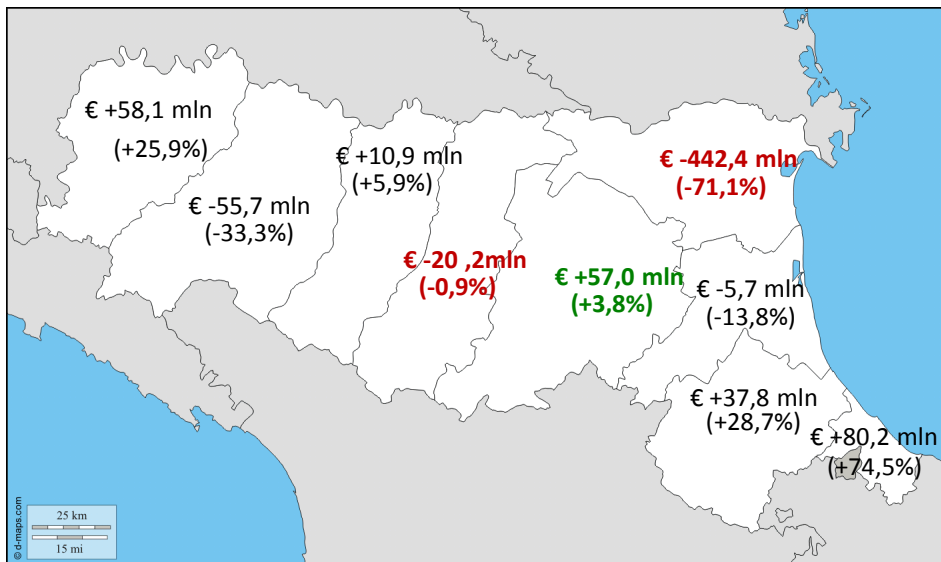 € +58,1 mln
(+25,9%)
€ -55,7 mln
(-33,3%)
€ +10,9 mln
(+5,9%)
€ -20 ,2mln
(-0,9%)
€ +57,0 mln
(+3,8%)
€ -442,4 mln
(-71,1%)
€ -5,7 mln
(-13,8%)
€ +37,8 mln
(+28,7%)
€ +80,2 mln
(+74,5%)
25 km
15 mi
© d-maps.com